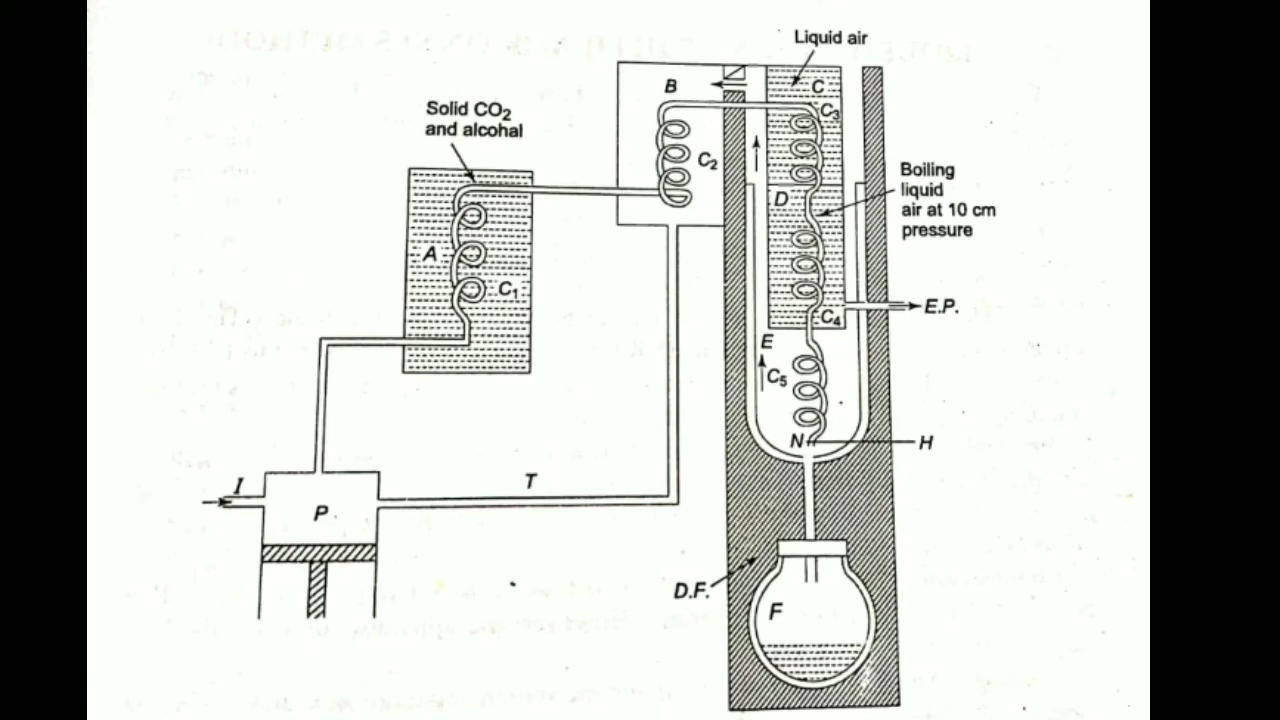 Liquid air
B
C
C3
Solid CO2
and alcohal
C2
Boiling
liquid
air at 10 cm
pressure
D
A
C1
C4
E.P.
E
C5
N
H
I
T
P
D.F.
F